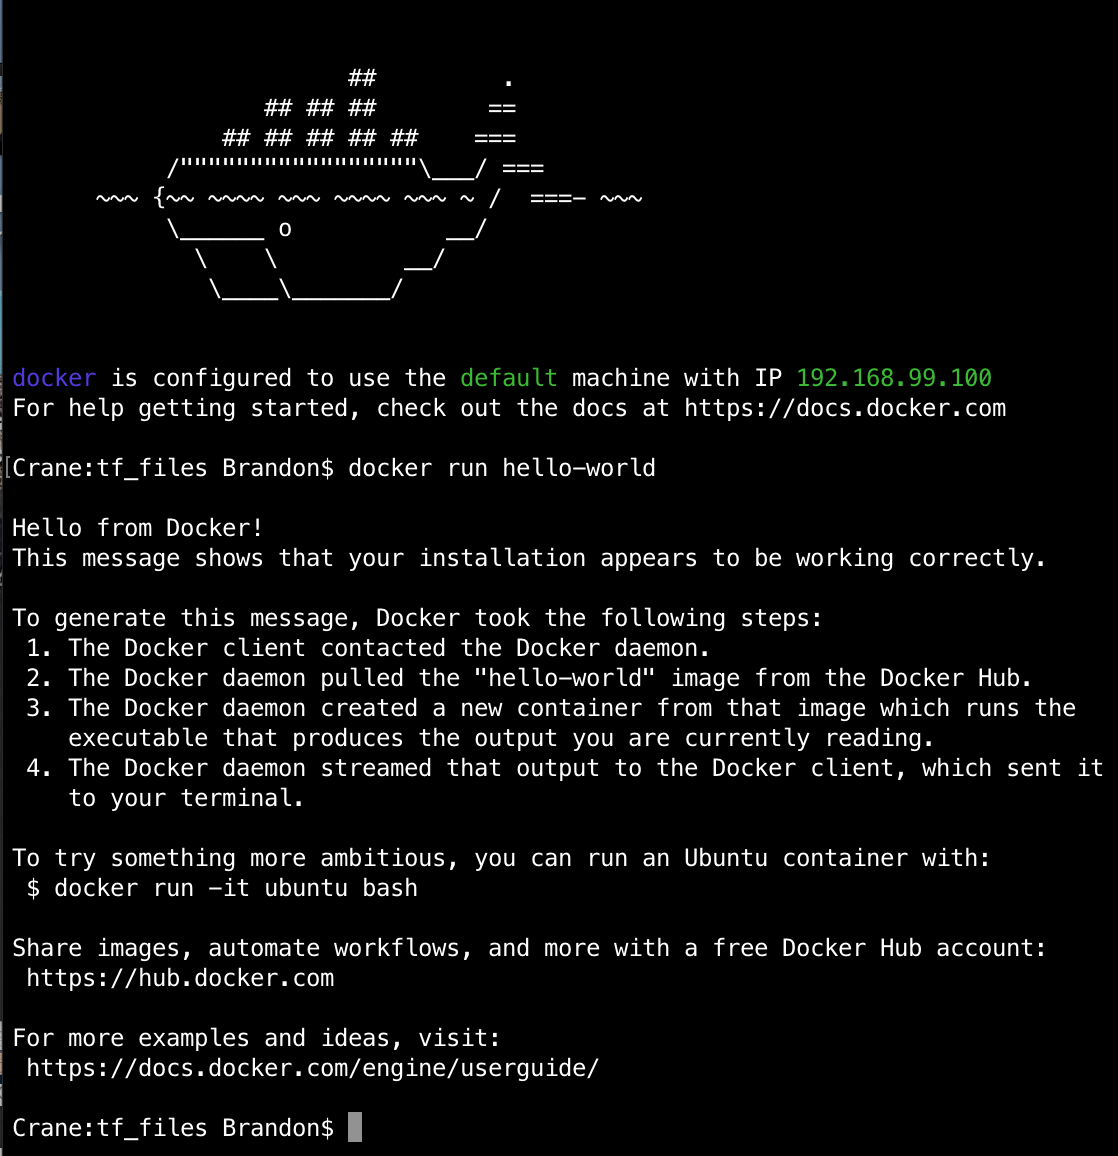 ##         .
                  ## ## ##        ==
               ## ## ## ## ##    ===
           /"""""""""""""""""\___/ ===
      ~~~ {~~ ~~~~ ~~~ ~~~~ ~~~ ~ /  ===- ~~~
           \______ o           __/
             \    \         __/
              \____\_______/
docker is configured to use the default machine with IP 192.168.99.100
For help getting started, check out the docs at https://docs.docker.com
[Crane:tf_files Brandon$ docker run hello-world
Hello from Docker!
This message shows that your installation appears to be working correctly.
To generate this message, Docker took the following steps:
 1. The Docker client contacted the Docker daemon.
 2. The Docker daemon pulled the "hello-world" image from the Docker Hub.
 3. The Docker daemon created a new container from that image which runs the
    executable that produces the output you are currently reading.
 4. The Docker daemon streamed that output to the Docker client, which sent it
    to your terminal.
To try something more ambitious, you can run an Ubuntu container with:
 $ docker run -it ubuntu bash
Share images, automate workflows, and more with a free Docker Hub account:
 https://hub.docker.com
For more examples and ideas, visit:
 https://docs.docker.com/engine/userguide/
Crane:tf_files Brandon$